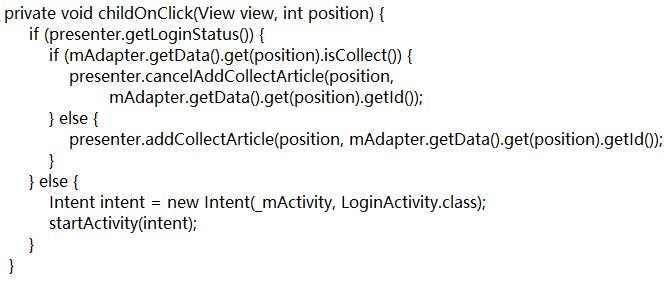 private void childOnClick(View view, int position) {
if (presenter.getLoginStatus()) {
if (mAdapter.getData().get(position).isCollect()) {
presenter.cancelAddCollectArticle(position,
mAdapter.getData().get(position).getId());
} else {
presenter.addCollectArticle(position, mAdapter.getData().get(position).getId());
}
} else {
Intent intent = new Intent(_mActivity, LoginActivity.class);
startActivity(intent);
}
}